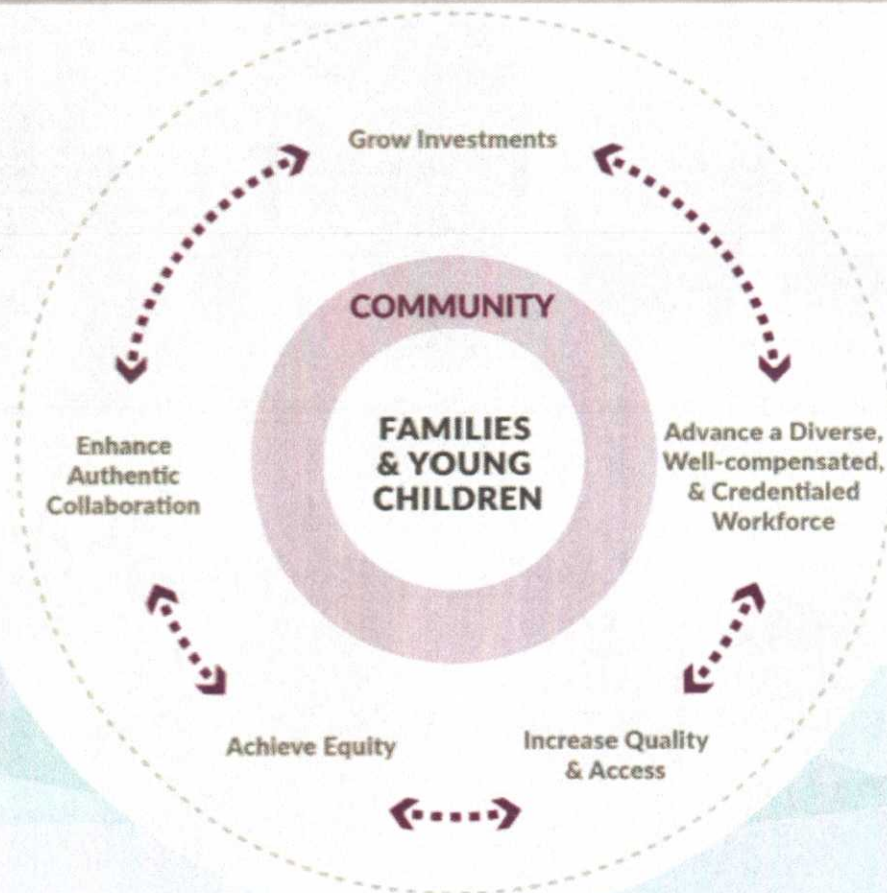 Grow Investments
COMMUNITY
FAMILIES
& YOUNG
CHILDREN
Enhance
Authentic
Collaboration
Advance a Diverse,
Well-compensated,
& Credentialed
Workforce
Achieve Equity
Increase Quality
& Access